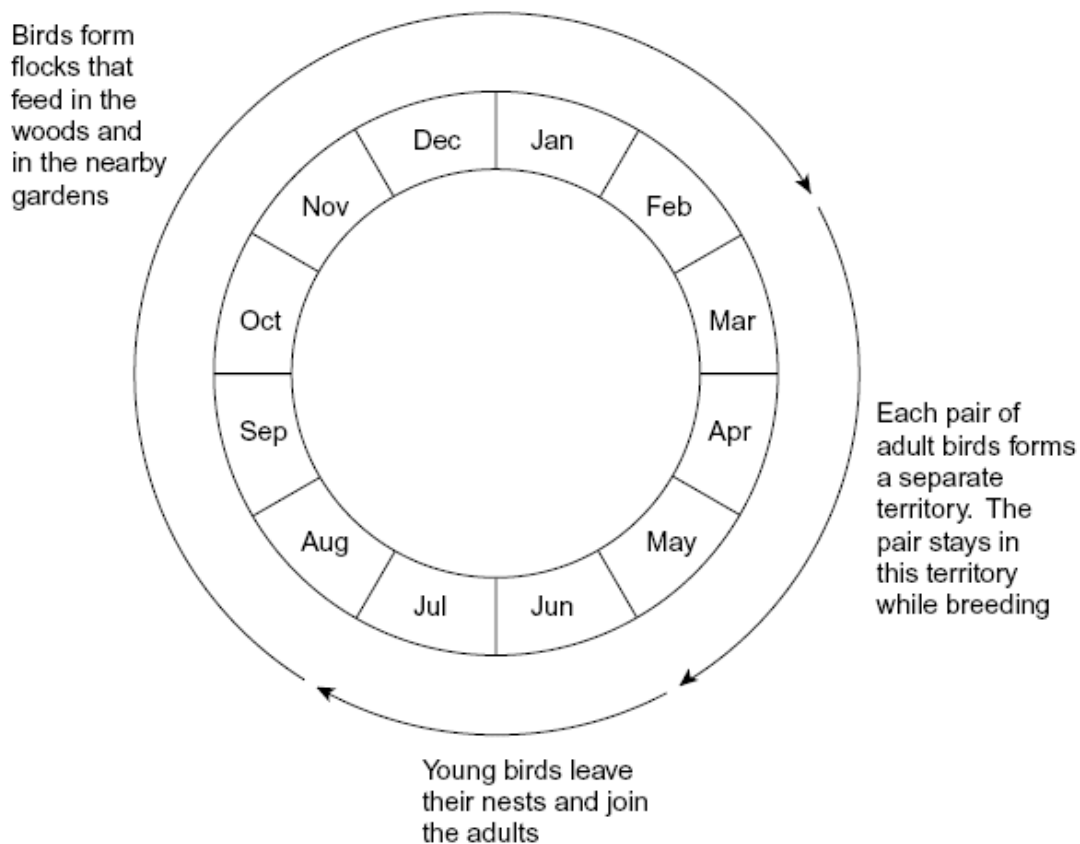 Birds form
flocks that
feed in the
woods and
in the nearby
gardens
Dec
Jan
Nov
Feb
Oct
Mar
Sep
Apr
Aug
May
Jul
Jun
Each pair of
adult birds forms
a separate
territory. The
pair stays in
this territory
while breeding
Young birds leave
their nests and join
the adults